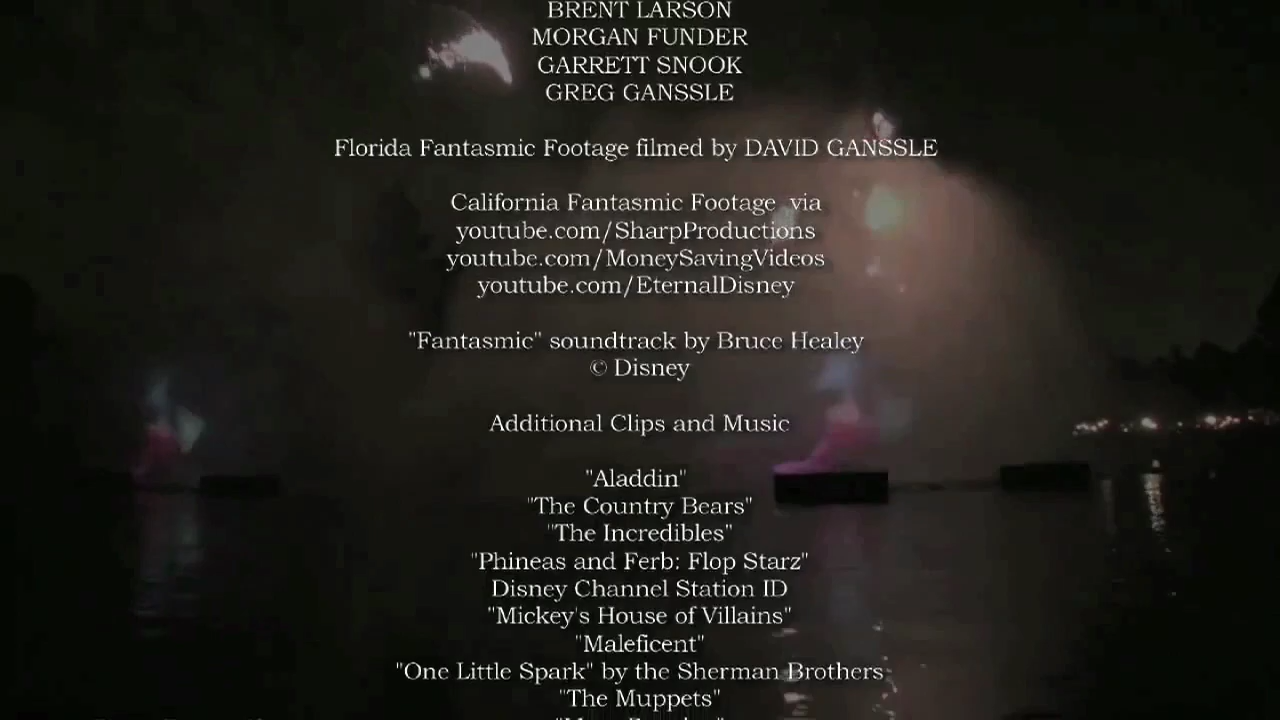 BRENT LARSON
MORGAN FUNDER
GARRETT SNOOK
GREG GANSSLE
Florida Fantasmic Footage filmed by DAVID GANSSLE
California Fantasmic Footage  via
youtube.com/SharpProductions
youtube.com/MoneySavingVideos
youtube.com/EternalDisney
"Fantasmic" soundtrack by Bruce Healey
© Disney
Additional Clips and Music
"Aladdin"
"The Country Bears"
"The Incredibles"
"Phineas and Ferb: Flop Starz"
Disney Channel Station ID
"Mickey's House of Villains"
"Maleficent"
"One Little Spark" by the Sherman Brothers
"The Muppets"